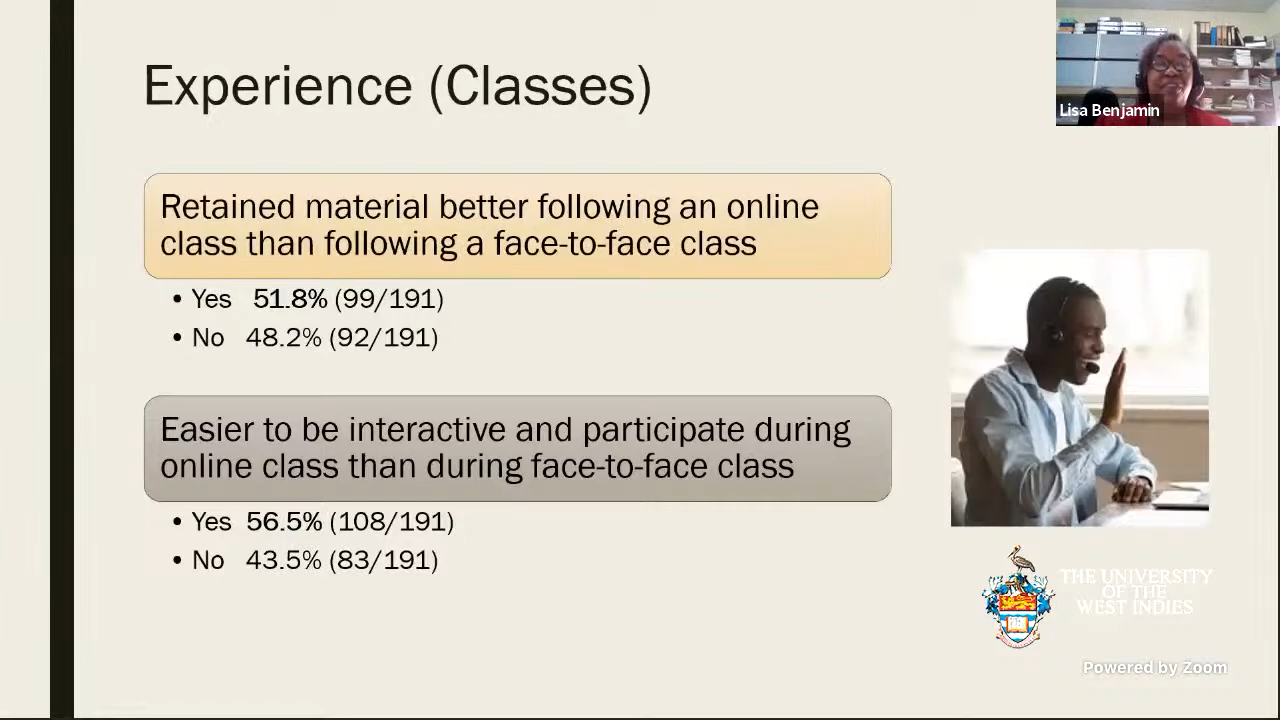 Experience (Classes)
Lisa Benjamin
Retained material better following an online
class than following a face-to-face class
• Yes 51.8% (99/191)
• No 48.2% (92/191)
Easier to be interactive and participate during
online class than during face-to-face class
• Yes 56.5% (108/191)
• No 43.5% (83/191)
THE UNIVERSITY
OF THE
WEST INDIES
Powered by Zoom